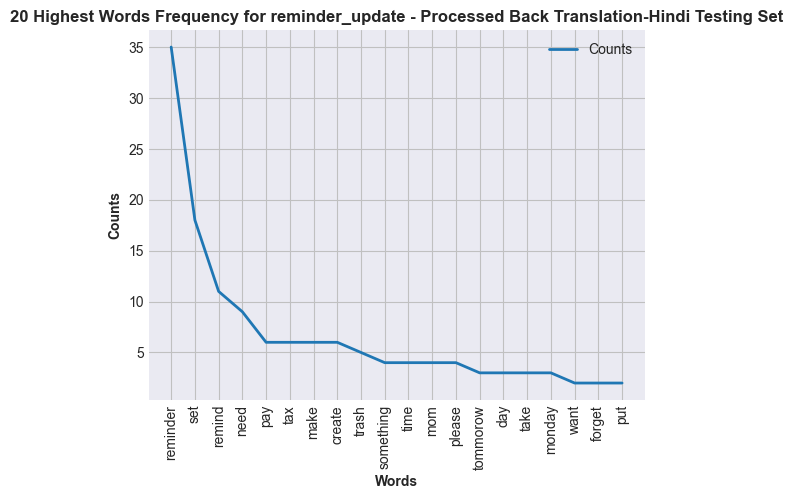 20 Highest Words Frequency for reminder_update - Processed Back Translation-Hindi Testing Set
Counts
Counts
35
30
25
20
15
10
5
reminder
set
remind
need
pay
tax
make
create
trash
something
time
mom
please
tommorow
day
take
monday
want
forget
put
Words